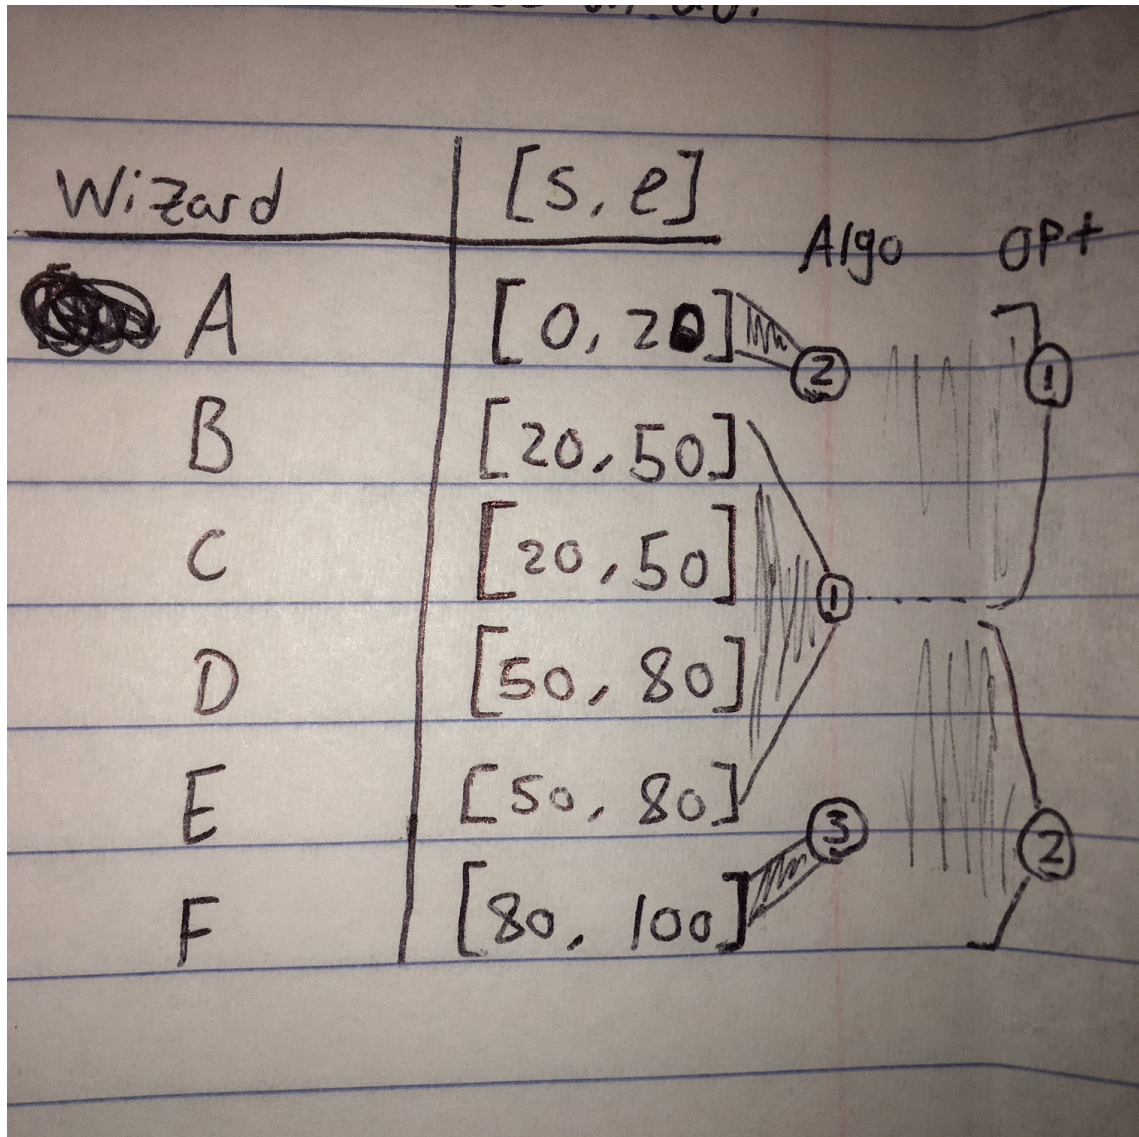 Wizard [s, e] Algo OPt
A [0, 20]
② ①
B [20, 50]
C [20, 50]
①
D [50, 80]
E [50, 80]
③ ②
F [80, 100]